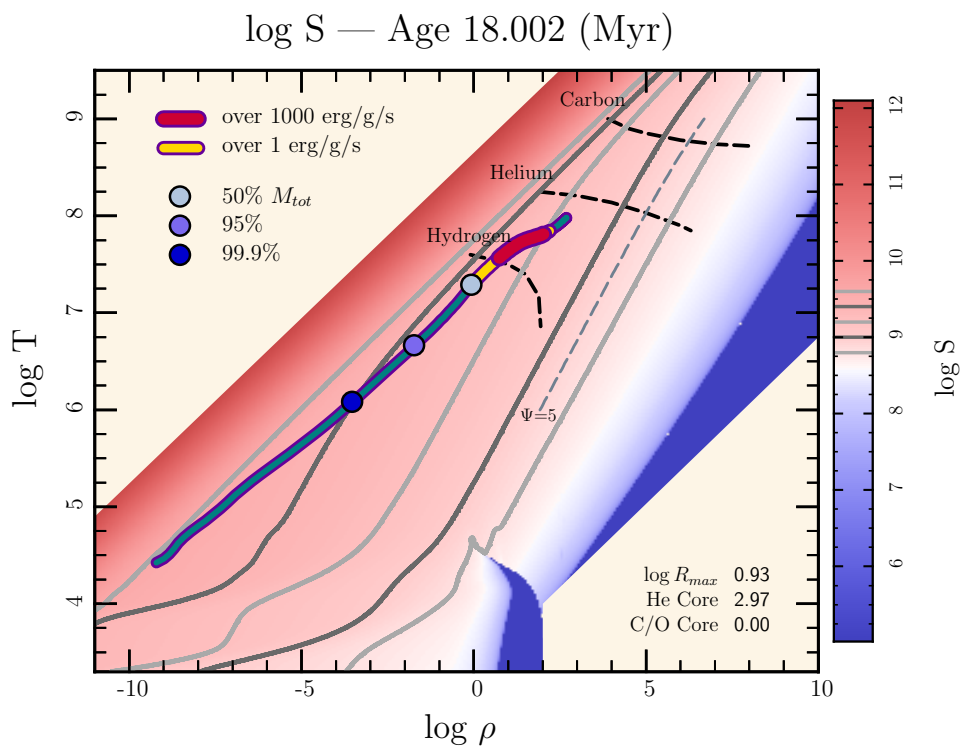 log S — Age 18.002 (Myr)
over 1000 erg/g/s
over 1 erg/g/s
50% M_tot
95%
99.9%
Carbon
Helium
Hydrogen
Ψ=5
log R_max 0.93
He Core 2.97
C/O Core 0.00
9
8
7
6
5
4
log T
-10
-5
0
5
10
log ρ
12
11
10
9
8
7
6
log S